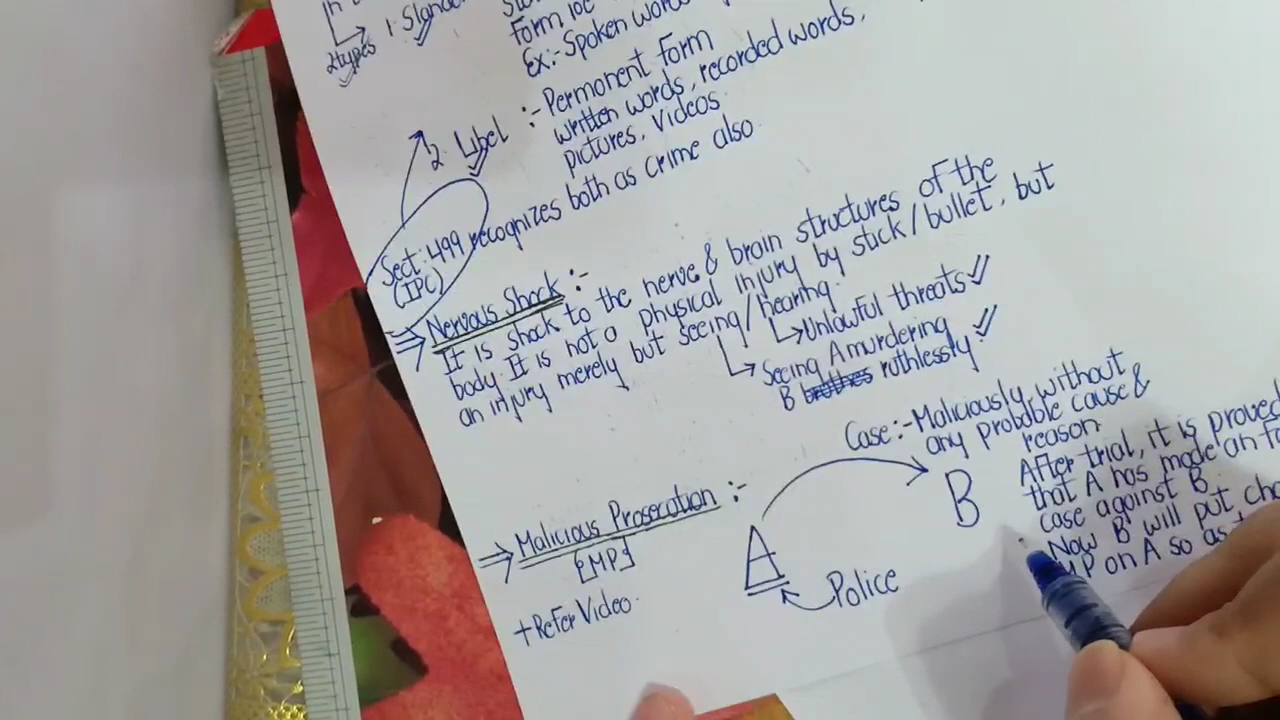 2types
1. Slander
Form, loc
Ex:- Spoken words
2. Libel :- Permonent form
written words, recorded words,
pictures, videos
Sect: 499 recognizes both as crime also
(IPC)
⇒ Nervous Shock :-
It is shock to the nerve & brain structures of the
body. It is not a physical injury by stick/bullet, but
an injury merely but seeing/hearing.
↳ Unlawful threats ✓
↳ Seeing A murdering
B ruthlessly ✓
⇒ Malicious Prosecution :-
[MP]
+ Refer Video
A
B
Police
Case:- Maliciously, without
any probable cause &
reason
After trial, it is proved
that A has made an
case against B.
Now B will put
MP on A so as